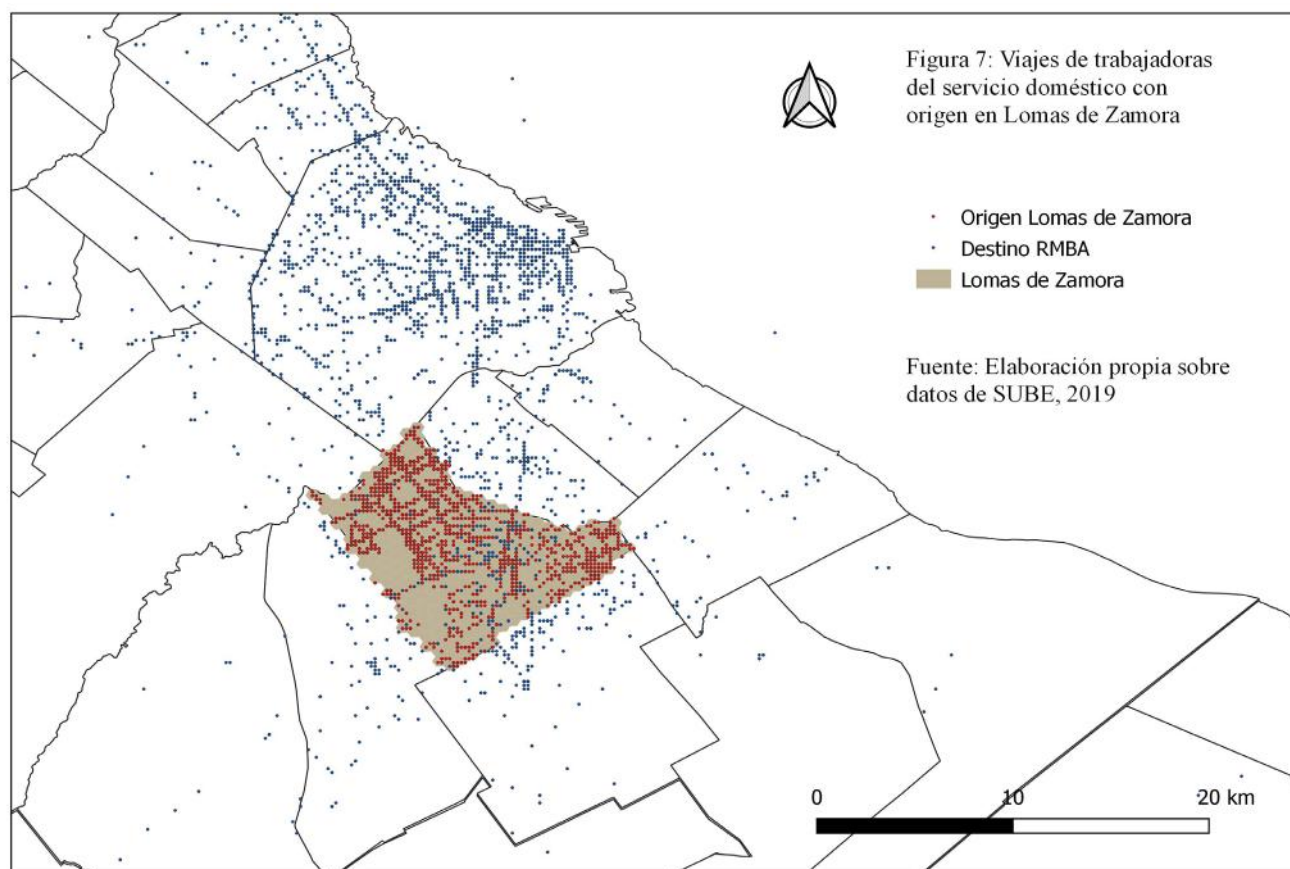 Figura 7: Viajes de trabajadoras
del servicio doméstico con
origen en Lomas de Zamora
Origen Lomas de Zamora
Destino RMBA
Lomas de Zamora
Fuente: Elaboración propia sobre
datos de SUBE, 2019
0 10 20 km